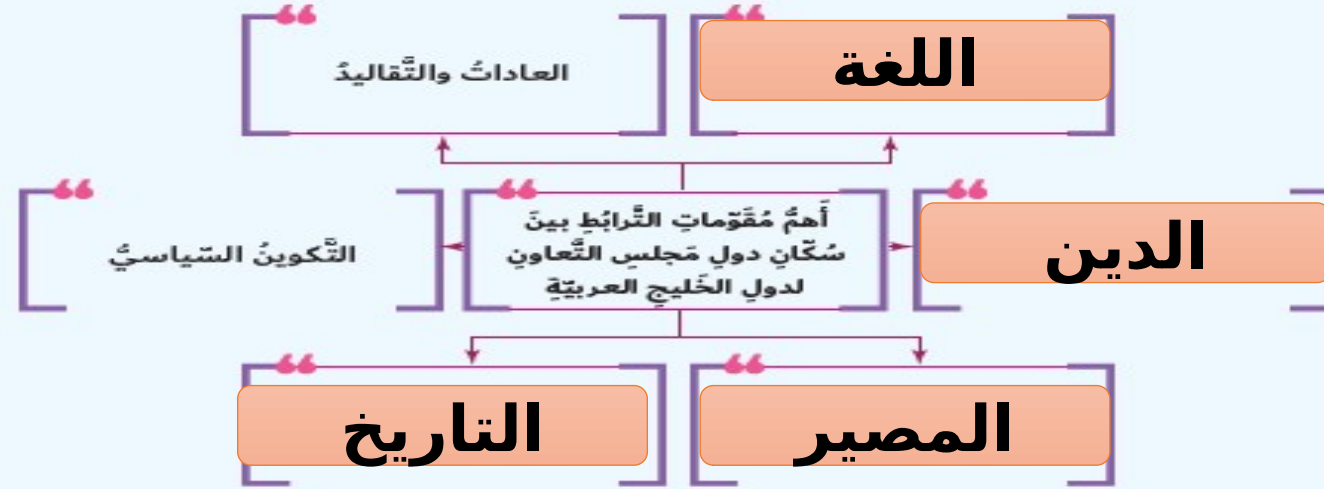 اللغة
العاداتُ والتَّقاليدُ
الدين
أَهمُّ مُقَوّماتِ التَّرابُطِ بينَ
سُكّانِ دولِ مَجلسِ التَّعاونِ
لدولِ الخَليجِ العربيّةِ
التَّكوينُ السّياسيُّ
المصير
التاريخ